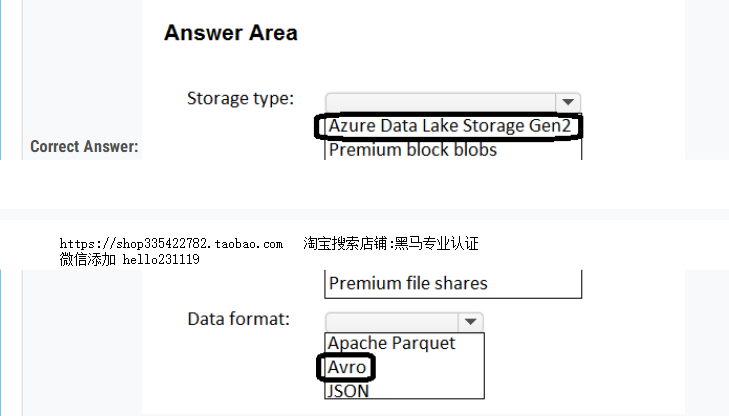 Answer Area
Storage type:
Azure Data Lake Storage Gen2
Correct Answer:
Premium block blobs
https://shop335422782.taobao.com 淘宝搜索店铺:黑马专业认证
微信添加 hello231119
Premium file shares
Data format:
Apache Parquet
Avro
JSON